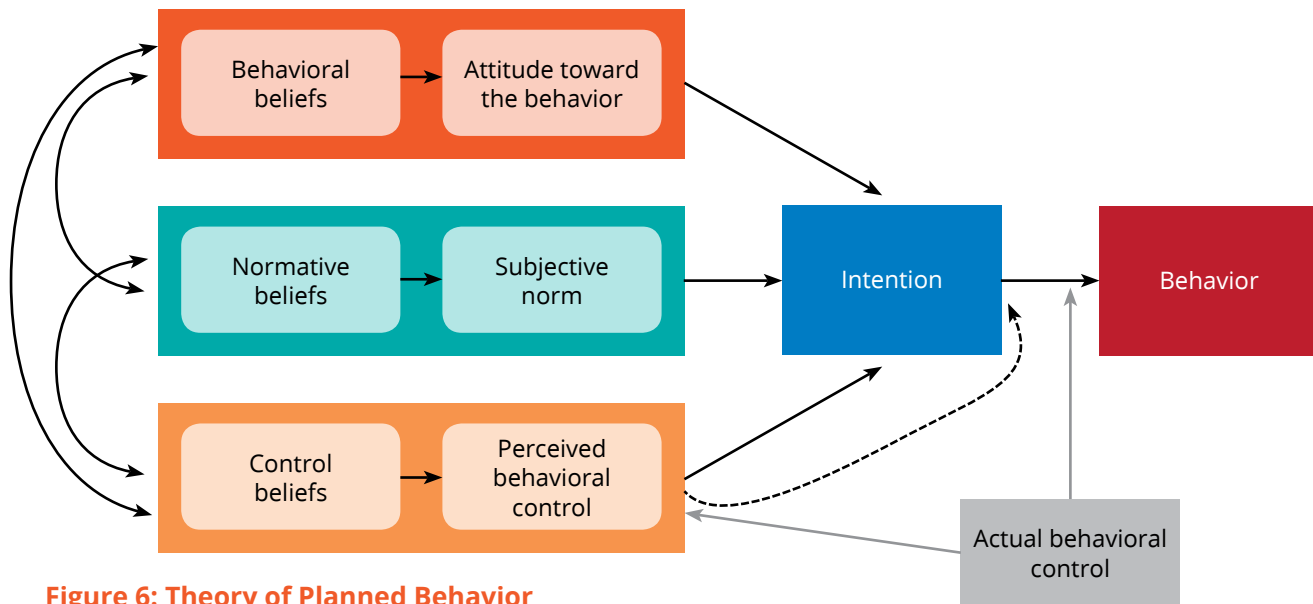 Behavioral
beliefs
Attitude toward
the behavior
Normative
beliefs
Subjective
norm
Intention
Behavior
Control
beliefs
Perceived
behavioral
control
Actual behavioral
control
Figure 6: Theory of Planned Behavior